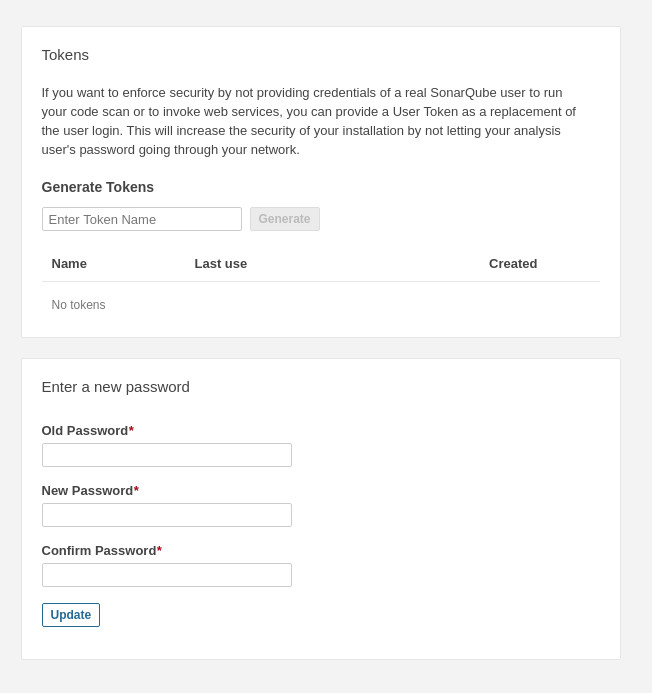 Tokens
If you want to enforce security by not providing credentials of a real SonarQube user to run
your code scan or to invoke web services, you can provide a User Token as a replacement of
the user login. This will increase the security of your installation by not letting your analysis
user's password going through your network.
Generate Tokens
Enter Token Name Generate
Name Last use Created
No tokens
Enter a new password
Old Password*
New Password*
Confirm Password*
Update